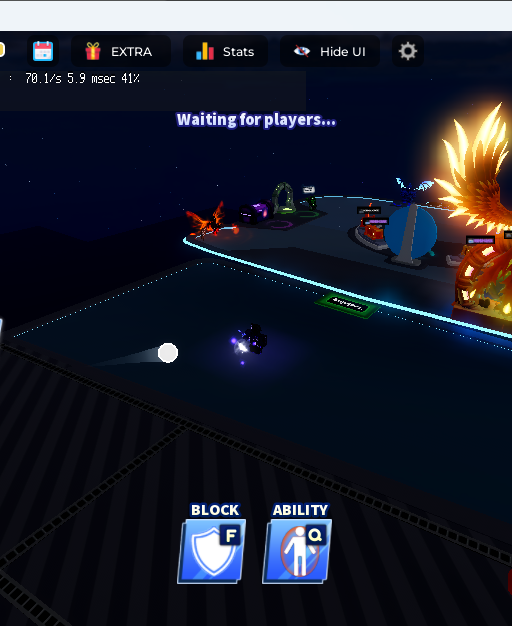 EXTRA
Stats
Hide UI
: 70.1/s 5.9 msec 41%
Waiting for players...
BLOCK
ABILITY
F
Q